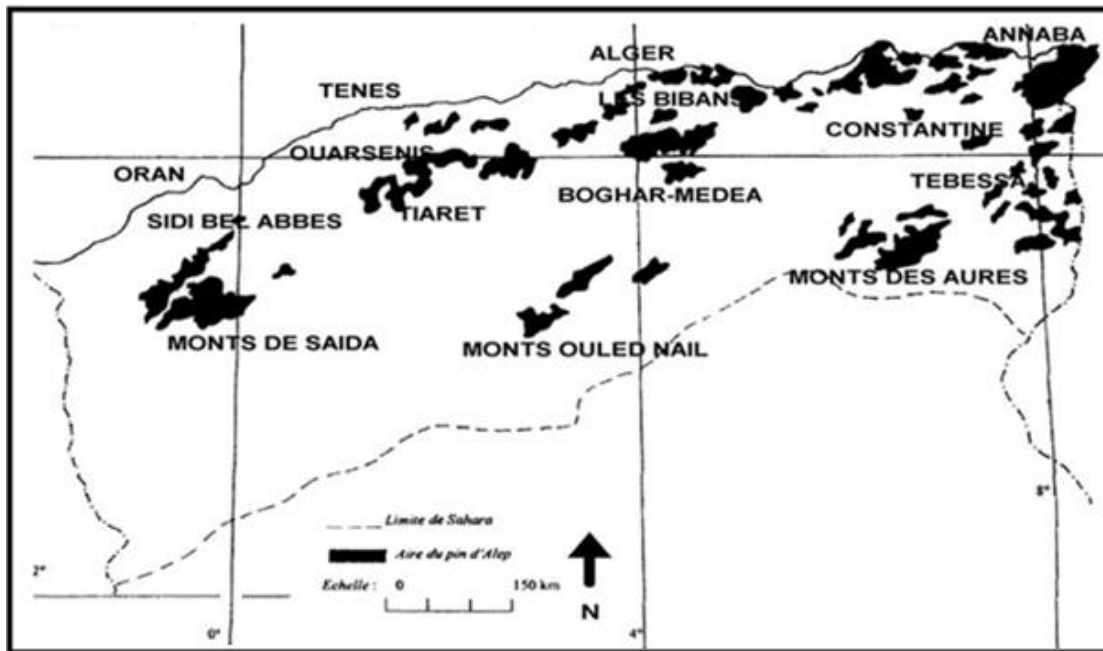 ANNABA
ALGER
TENES
LES BIBANS
CONSTANTINE
OUARSENIS
ORAN
TEBESSA
BOGHAR-MEDEA
TIARET
SIDI BEL ABBES
MONTS DES AURES
MONTS DE SAIDA
MONTS OULED NAIL
8°
Limite de Sahara
Aire du pin d'Alep
Echelle : 0 150 km
N
2°
0°
4°